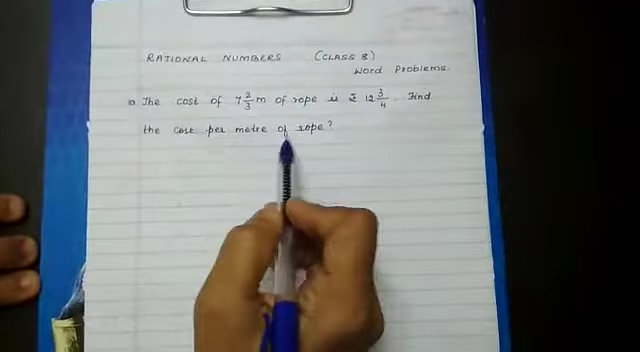 RATIONAL NUMBERS (CLASS 8)
Word Problems.
1) The cost of 7 3/3 m of rope is ₹ 12 3/4. Find
the cost per metre of rope?